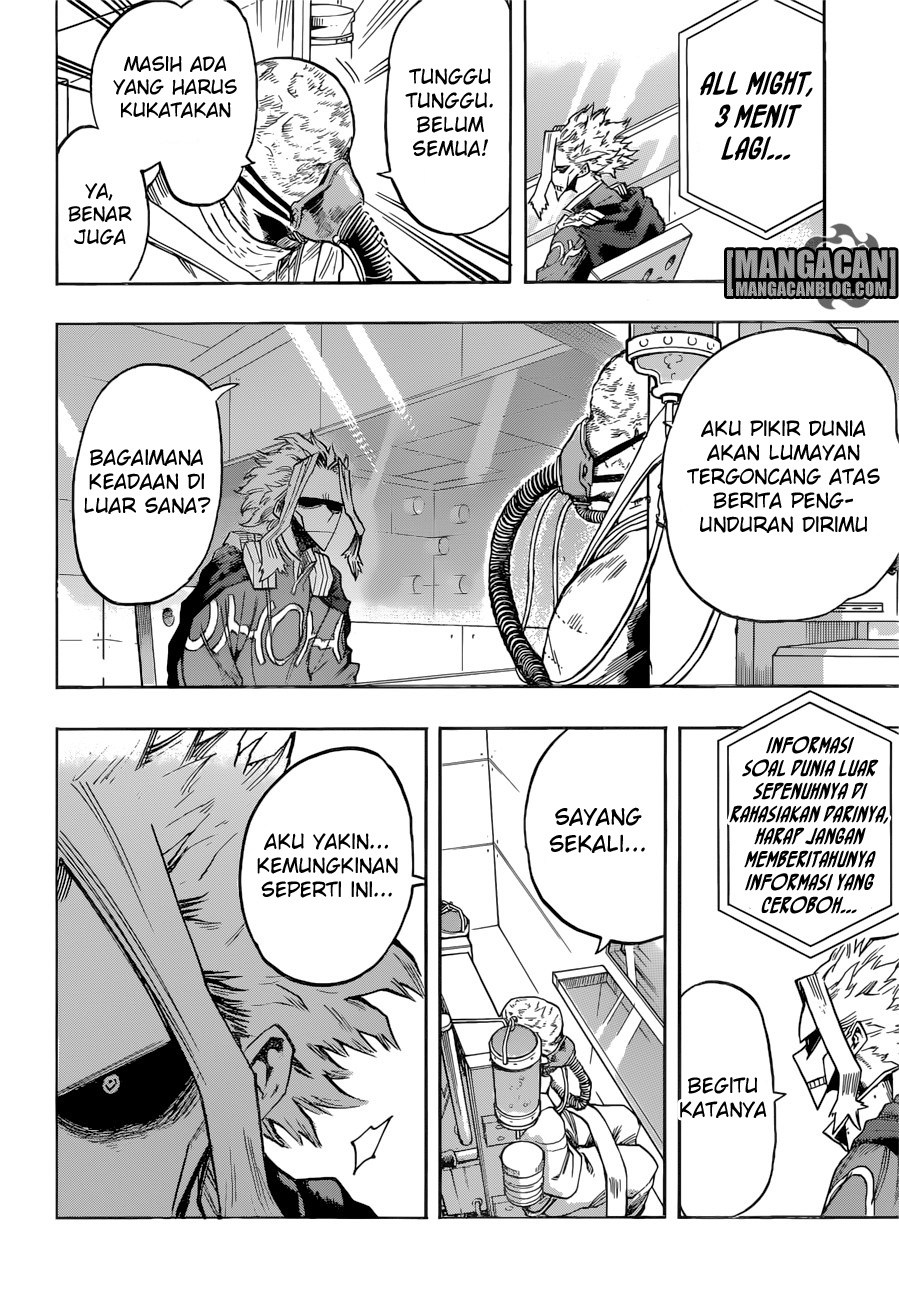 ALL MIGHT,
3 MENIT
LAGI...
TUNGGU
TUNGGU.
BELUM
SEMUA!
MASIH ADA
YANG HARUS
KUKATAKAN
YA,
BENAR
JUGA
[MANGACAN]
MANGACANBLOG.COM
AKU PIKIR DUNIA
AKAN LUMAYAN
TERGONCANG ATAS
BERITA PENG-
UNDURAN DIRIMU
BAGAIMANA
KEADAAN DI
LUAR SANA?
INFORMASI
SOAL DUNIA LUAR
SEPENUHNYA DI
RAHASIAKAN DARINYA,
HARAP JANGAN
MEMBERITAHUNYA
INFORMASI YANG
CEROBOH...
BEGITU
KATANYA
SAYANG
SEKALI...
AKU YAKIN...
KEMUNGKINAN
SEPERTI INI...